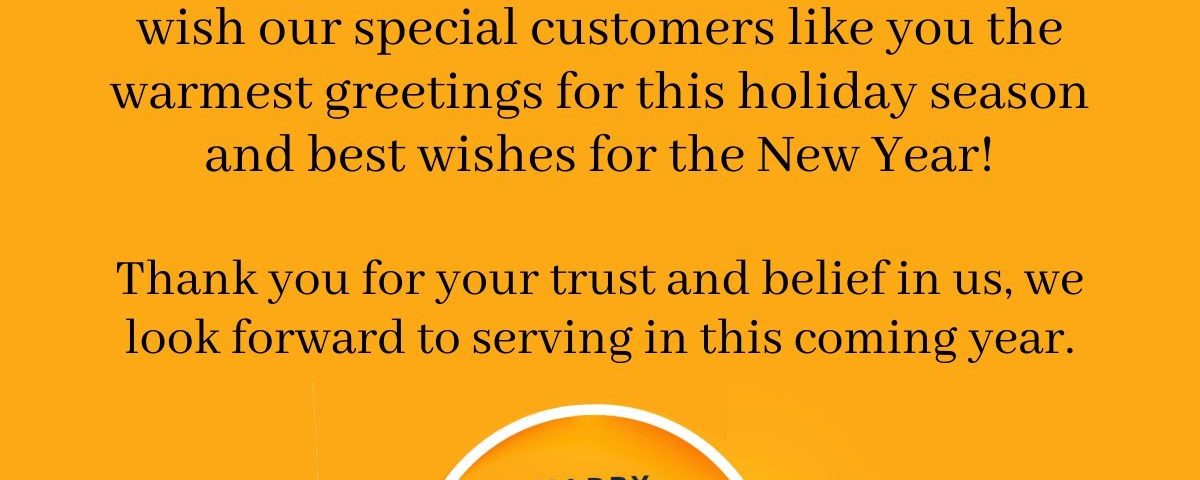 wish our special customers like you the
warmest greetings for this holiday season
and best wishes for the New Year!
Thank you for your trust and belief in us, we
look forward to serving in this coming year.